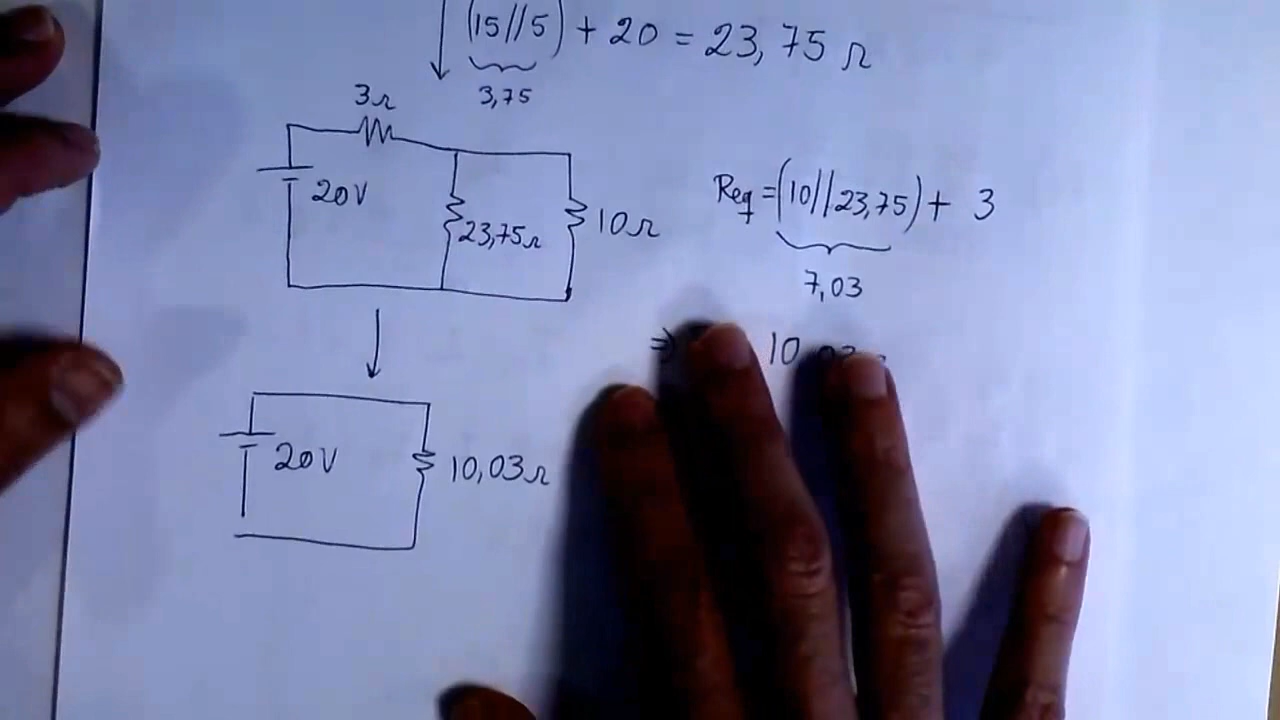 (15//5) + 20 = 23,75 Ω
3,75
3Ω
20V
23,75Ω
10Ω
Req = (10//23,75) + 3
7,03
⇒ 10
20V
10,03Ω